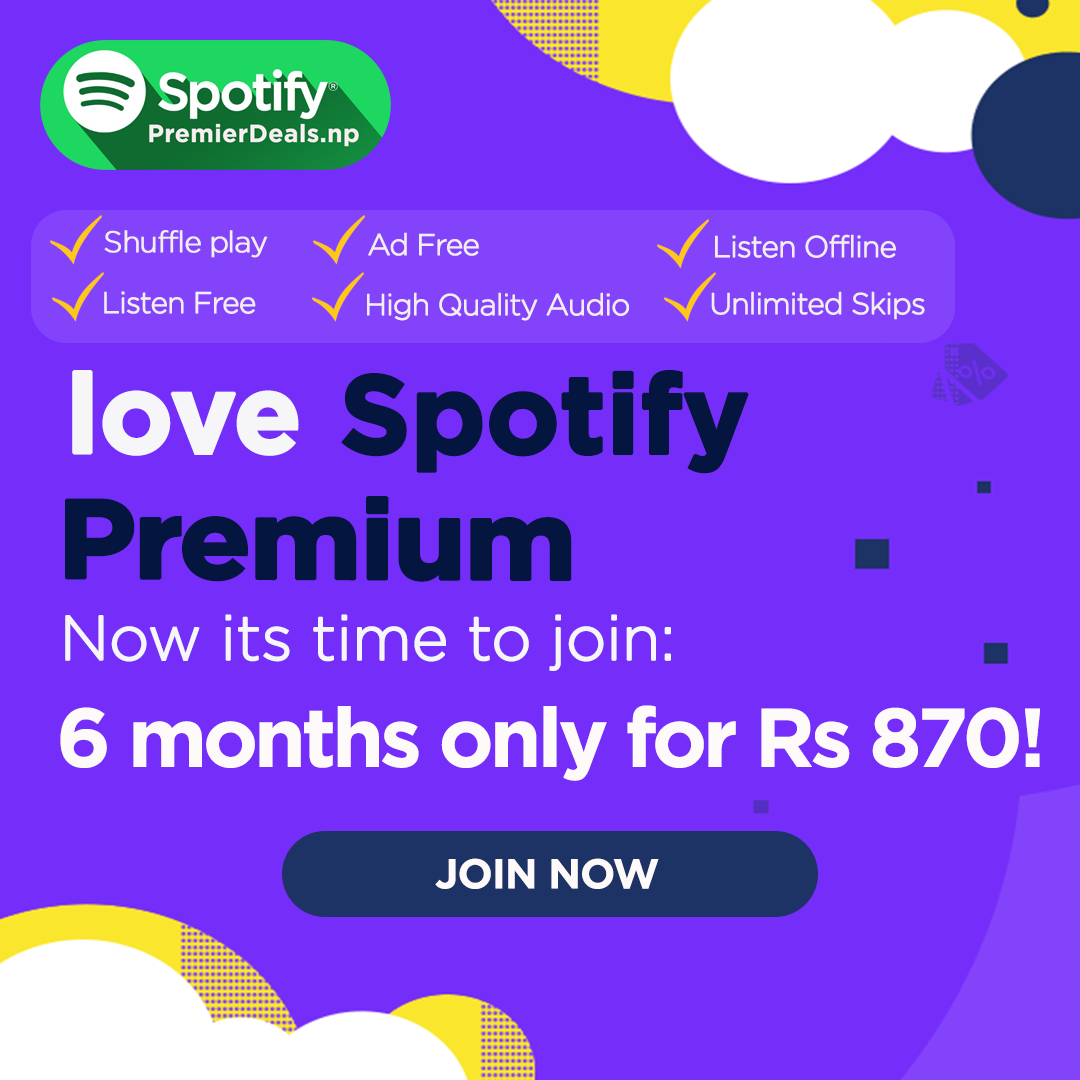 Spotify®
PremierDeals.np
Shuffle play Ad Free Listen Offline
Listen Free High Quality Audio Unlimited Skips
%
love Spotify
Premium
Now its time to join:
6 months only for Rs 870!
JOIN NOW